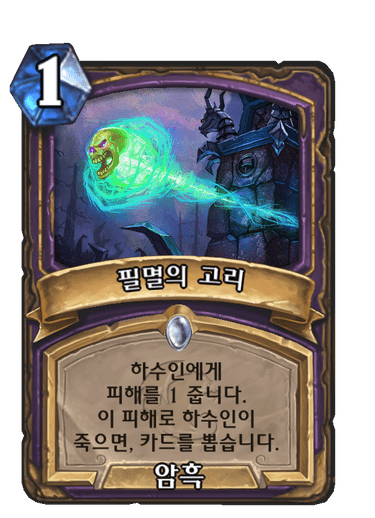 1
필멸의 고리
하수인에게
피해를 1 줍니다.
이 피해로 하수인이
죽으면, 카드를 뽑습니다.
암흑